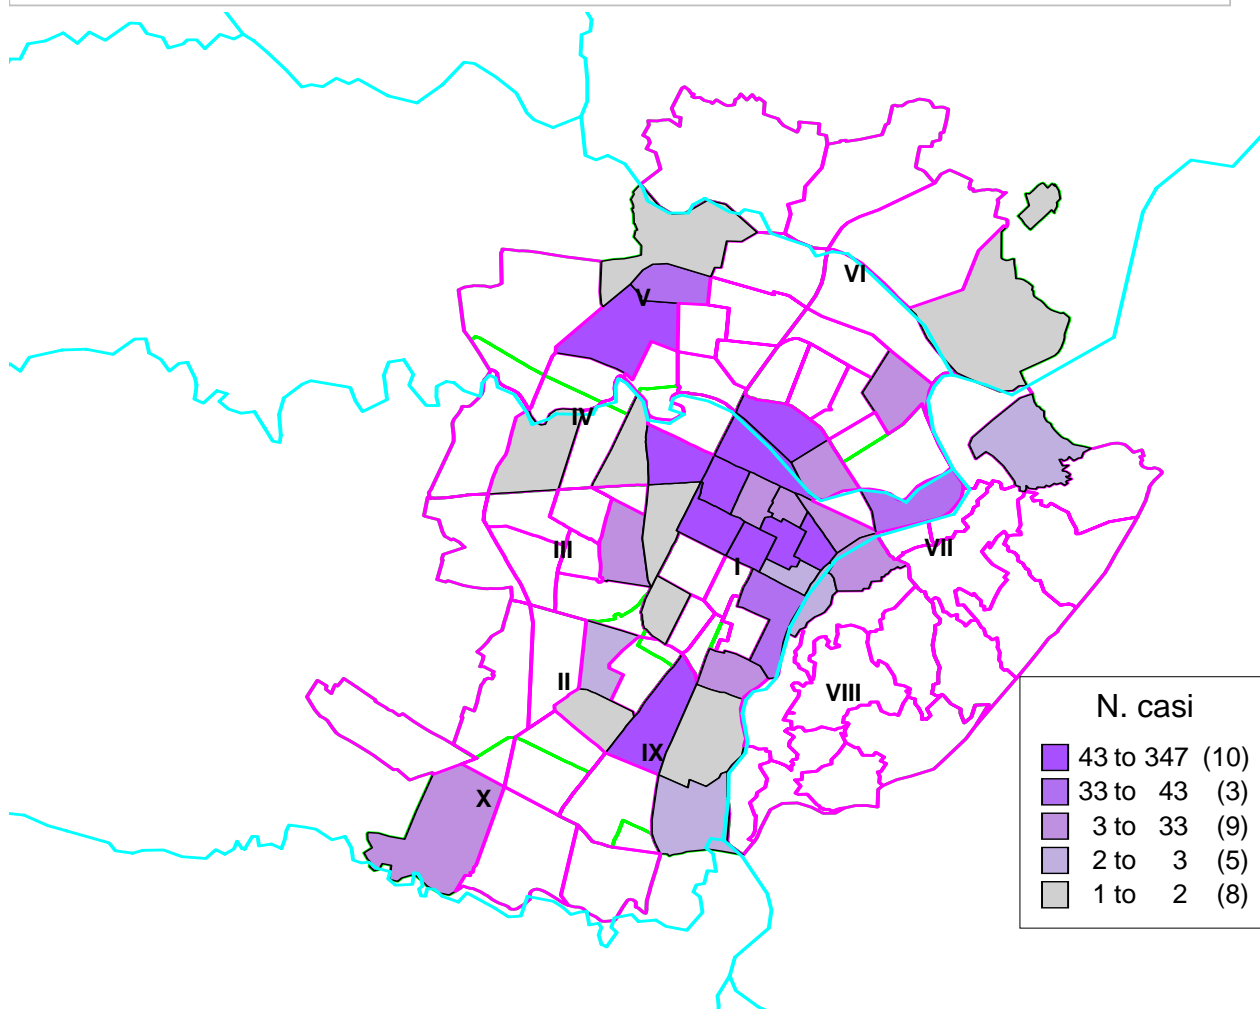 VI
V
IV
III
VII
I
II
VIII
IX
X
N. casi
43 to 347 (10)
33 to 43 (3)
3 to 33 (9)
2 to 3 (5)
1 to 2 (8)